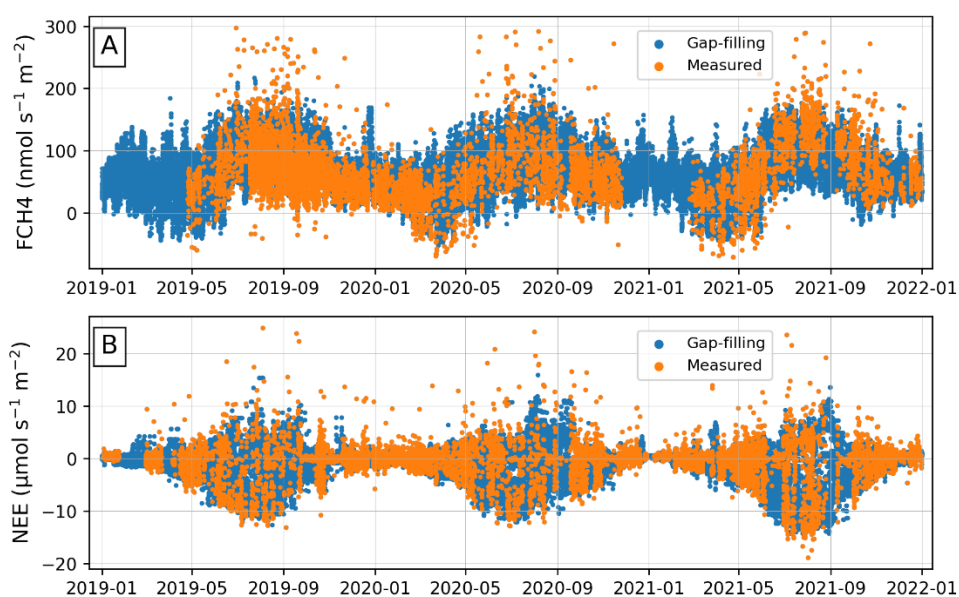 A
Gap-filling
Measured
FCH4 (nmol s⁻¹ m⁻²)
300
200
100
0
2019-01 2019-05 2019-09 2020-01 2020-05 2020-09 2021-01 2021-05 2021-09 2022-01
B
Gap-filling
Measured
NEE (μmol s⁻¹ m⁻²)
20
10
0
−10
−20
2019-01 2019-05 2019-09 2020-01 2020-05 2020-09 2021-01 2021-05 2021-09 2022-01